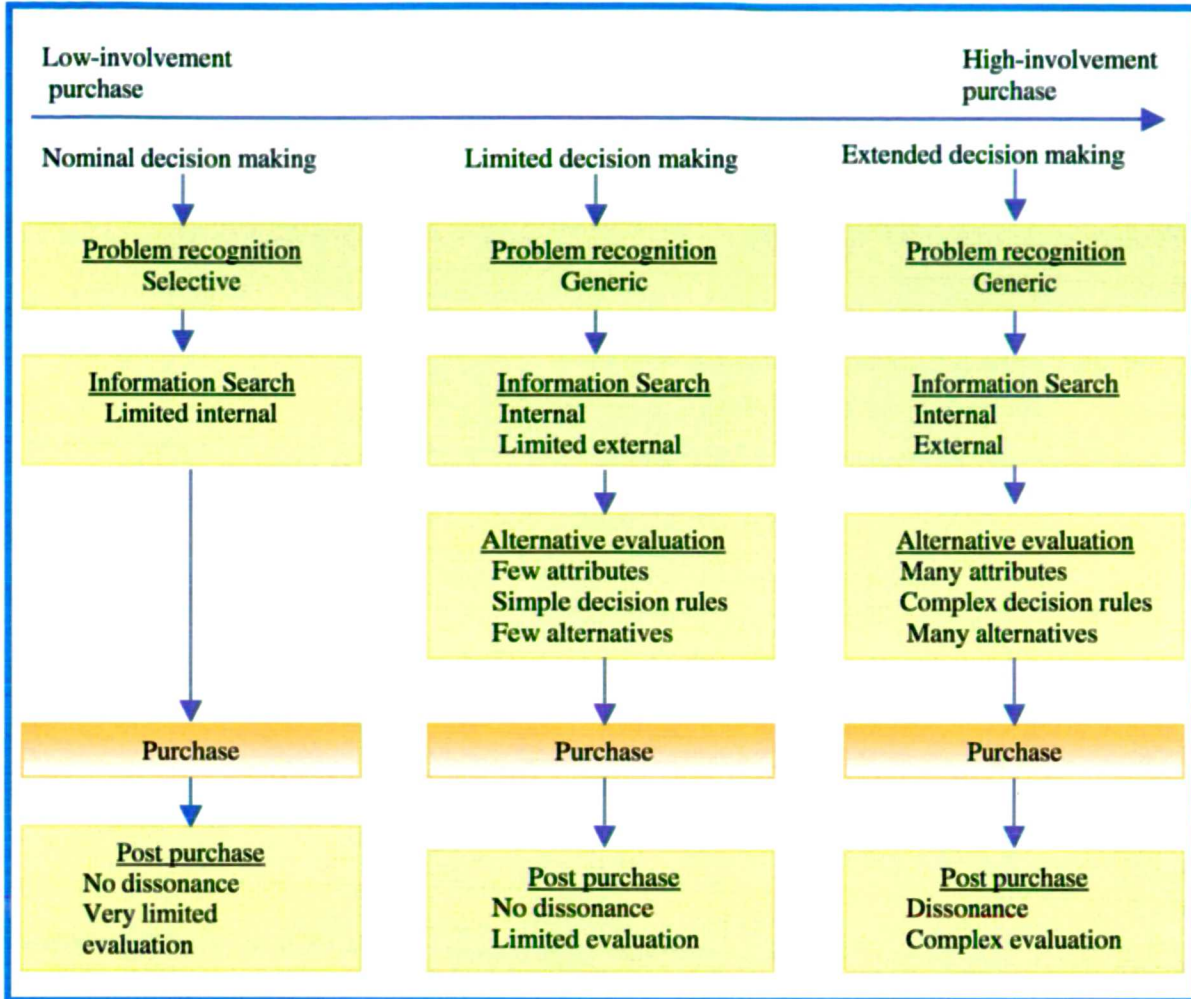 Low-involvement
purchase
High-involvement
purchase
Nominal decision making
Limited decision making
Extended decision making
Problem recognition
Selective
Problem recognition
Generic
Problem recognition
Generic
Information Search
Limited internal
Information Search
Internal
Limited external
Information Search
Internal
External
Alternative evaluation
Few attributes
Simple decision rules
Few alternatives
Alternative evaluation
Many attributes
Complex decision rules
Many alternatives
Purchase
Purchase
Purchase
Post purchase
No dissonance
Very limited
evaluation
Post purchase
No dissonance
Limited evaluation
Post purchase
Dissonance
Complex evaluation